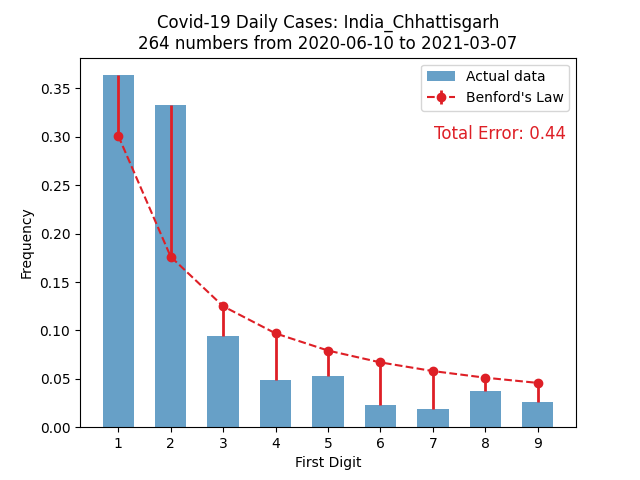 Covid-19 Daily Cases: India_Chhattisgarh
264 numbers from 2020-06-10 to 2021-03-07
Actual data
Benford's Law
Total Error: 0.44
Frequency
0.35
0.30
0.25
0.20
0.15
0.10
0.05
0.00
1 2 3 4 5 6 7 8 9
First Digit